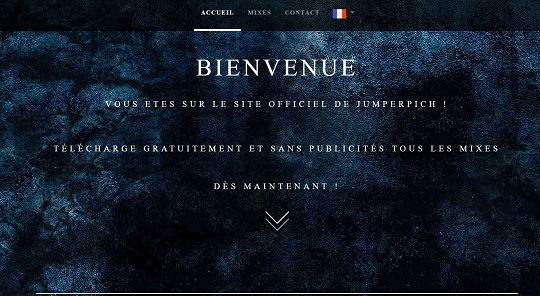 ACCUEIL MIXES CONTACT
BIENVENUE
VOUS ETES SUR LE SITE OFFICIEL DE JUMPERPICH !
TÉLÉCHARGE GRATUITEMENT ET SANS PUBLICITÉS TOUS LES MIXES
DÈS MAINTENANT !